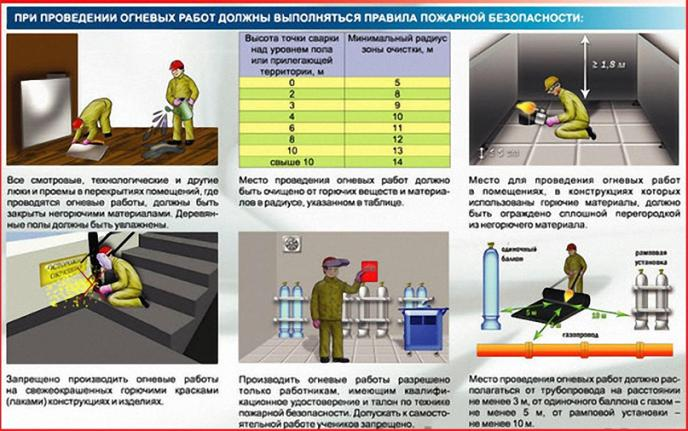 ПРИ ПРОВЕДЕНИИ ОГНЕВЫХ РАБОТ ДОЛЖНЫ ВЫПОЛНЯТЬСЯ ПРАВИЛА ПОЖАРНОЙ БЕЗОПАСНОСТИ:
Все смотровые, технологические и другие
люки и проемы в перекрытиях помещений, где
проводятся огневые работы, должны быть
закрыты негорючими материалами. Деревян-
ные полы должны быть увлажнены.
Высота точки сварки Минимальный радиус
над уровнем пола зоны очистки, м
или прилегающей
территории, м
0 5
2 8
3 9
4 10
6 11
8 12
10 13
свыше 10 14
Место проведения огневых работ должно
быть очищено от горючих веществ и материа-
лов в радиусе, указанном в таблице.
≥ 1,8 м
≥ 5 см
Место для проведения огневых работ
в помещениях, в конструкциях которых
использованы горючие материалы, должно
быть ограждено сплошной перегородкой
из негорючего материала.
ОСТОРОЖНО
ОКРАШЕНО
Запрещено производить огневые работы
на свежеокрашенных горючими красками
(лаками) конструкциях и изделиях.
Производить огневые работы разрешено
только работникам, имеющим квалифи-
кационное удостоверение и талон по технике
пожарной безопасности. Допускать к самосто-
ятельной работе учеников запрещено.
одиночный
баллон
рамповая
установка
5 м
10 м
газопровод
Место проведения огневых работ должно рас-
полагаться от трубопровода на расстоянии
не менее 3 м, от одиночного баллона с газом –
не менее 5 м, от рамповой установки –
не менее 10 м.